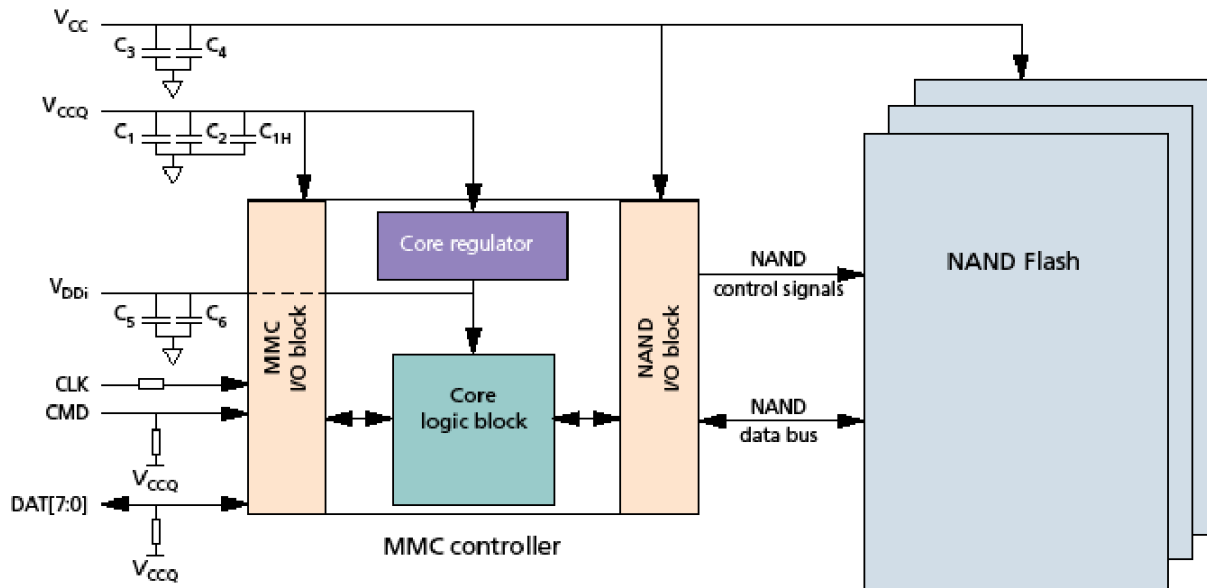 VCC
C3
C4
VCCQ
C1
C2
C1H
Core regulator
VDDi
C5
C6
MMC
I/O block
NAND
I/O block
NAND
control signals
NAND Flash
CLK
CMD
Core
logic block
NAND
data bus
VCCQ
DAT[7:0]
VCCQ
MMC controller